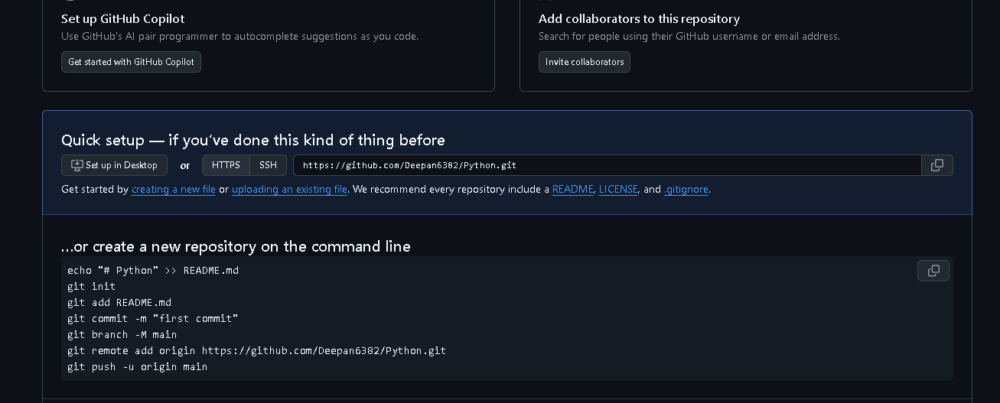 Set up GitHub Copilot
Use GitHub's AI pair programmer to autocomplete suggestions as you code.
Get started with GitHub Copilot
Add collaborators to this repository
Search for people using their GitHub username or email address.
Invite collaborators
Quick setup — if you've done this kind of thing before
Set up in Desktop or HTTPS SSH https://github.com/Deepan6382/Python.git
Get started by creating a new file or uploading an existing file. We recommend every repository include a README, LICENSE, and .gitignore.
…or create a new repository on the command line
echo "# Python" >> README.md
git init
git add README.md
git commit -m "first commit"
git branch -M main
git remote add origin https://github.com/Deepan6382/Python.git
git push -u origin main